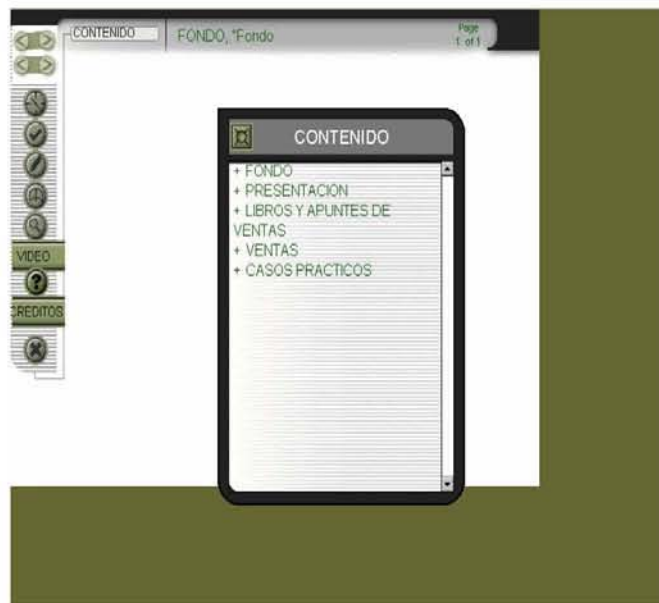 CONTENIDO
FONDO, "Fondo
Page
1 of 1
CONTENIDO
+ FONDO
+ PRESENTACION
+ LIBROS Y APUNTES DE
VENTAS
+ VENTAS
+ CASOS PRACTICOS
VIDEO
?
CREDITOS